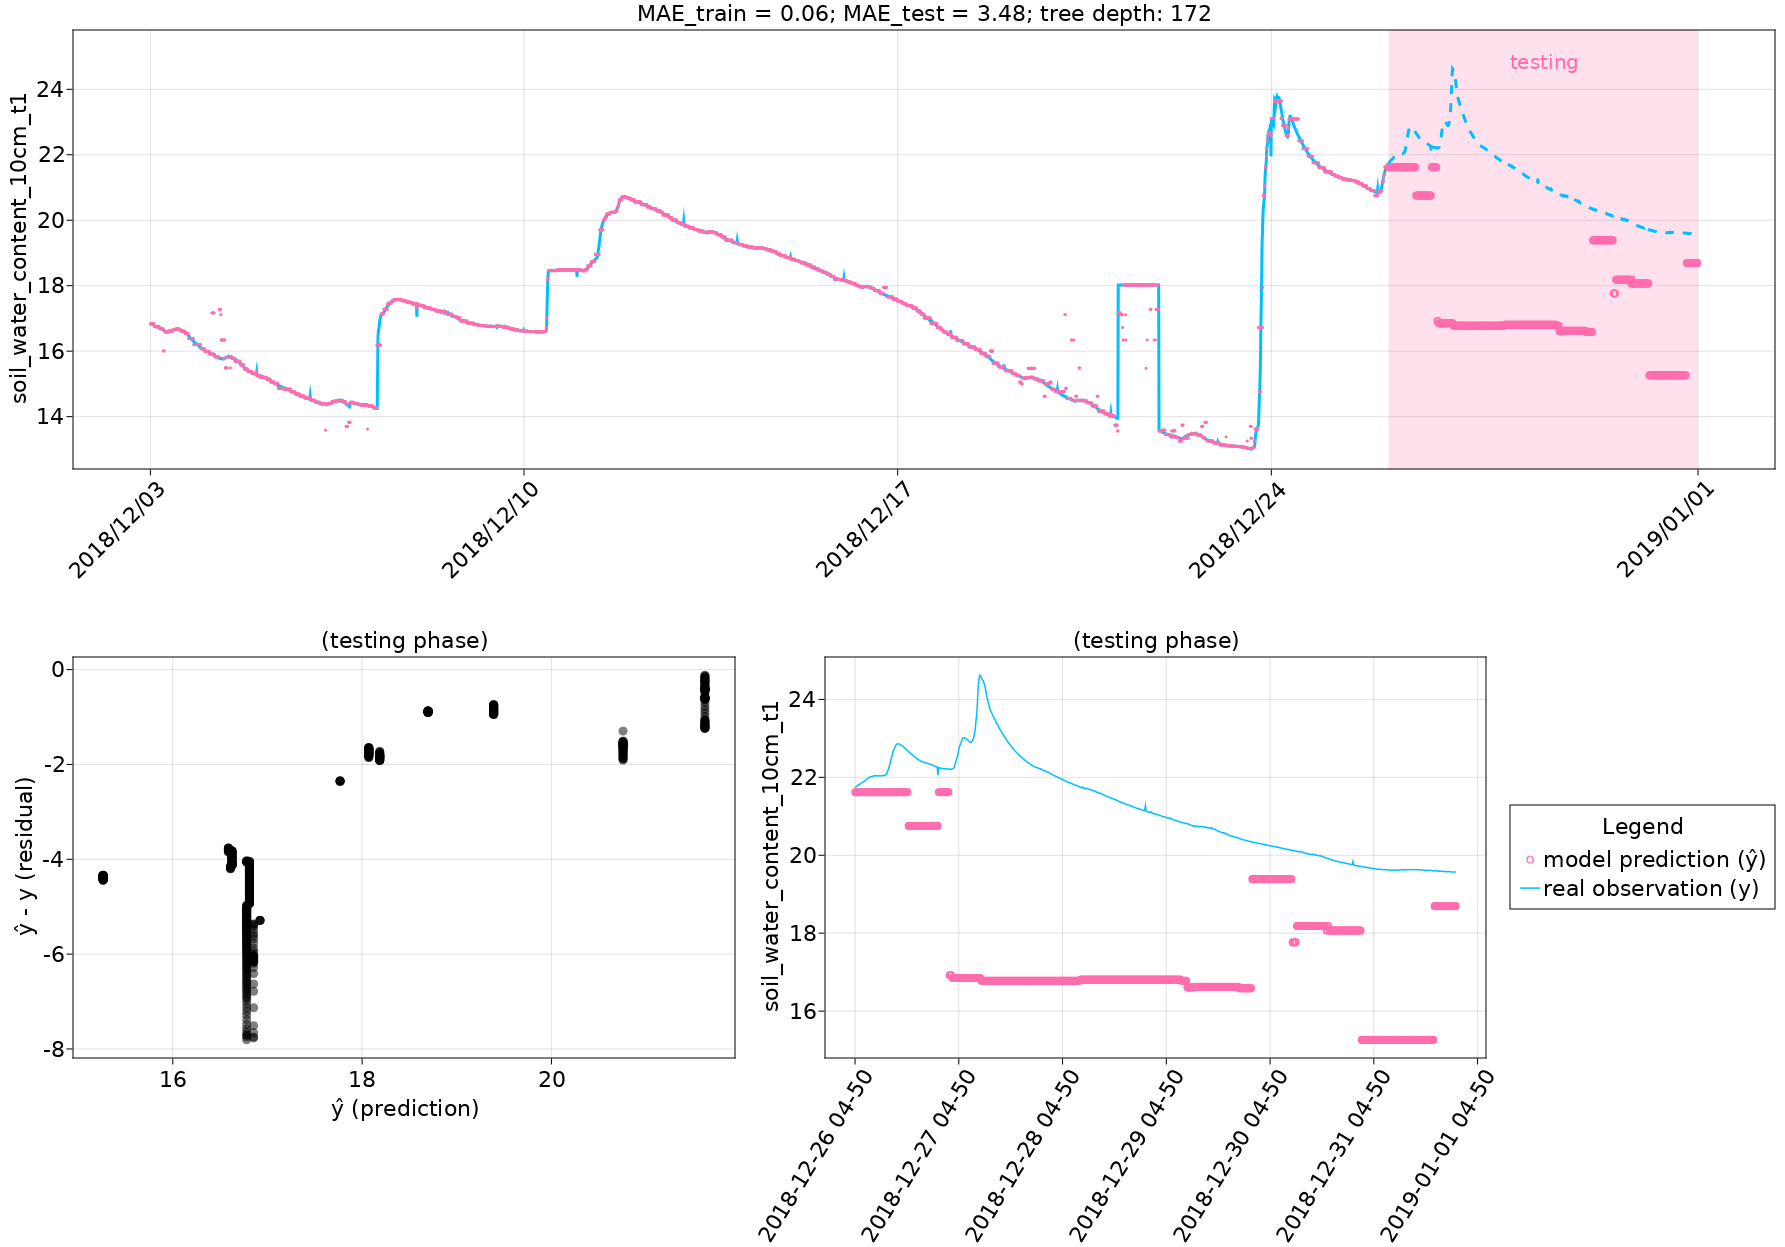 MAE_train = 0.06; MAE_test = 3.48; tree depth: 172
testing
soil_water_content_10cm_t1
24
22
20
18
16
14
2018/12/03
2018/12/10
2018/12/17
2018/12/24
2019/01/01
(testing phase)
ŷ - y (residual)
0
-2
-4
-6
-8
16
18
20
ŷ (prediction)
(testing phase)
soil_water_content_10cm_t1
24
22
20
18
16
2018-12-26 04-50
2018-12-27 04-50
2018-12-28 04-50
2018-12-29 04-50
2018-12-30 04-50
2018-12-31 04-50
2019-01-01 04-50
Legend
model prediction (ŷ)
real observation (y)